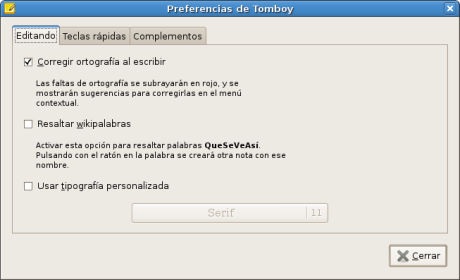 Preferencias de Tomboy
Editando Teclas rápidas Complementos
Corregir ortografía al escribir
Las faltas de ortografía se subrayarán en rojo, y se
mostrarán sugerencias para corregirlas en el menú
contextual.
Resaltar wikipalabras
Activar esta opción para resaltar palabras QueSeVeAsí.
Pulsando con el ratón en la palabra se creará otra nota con ese
nombre.
Usar tipografía personalizada
Serif 11
Cerrar